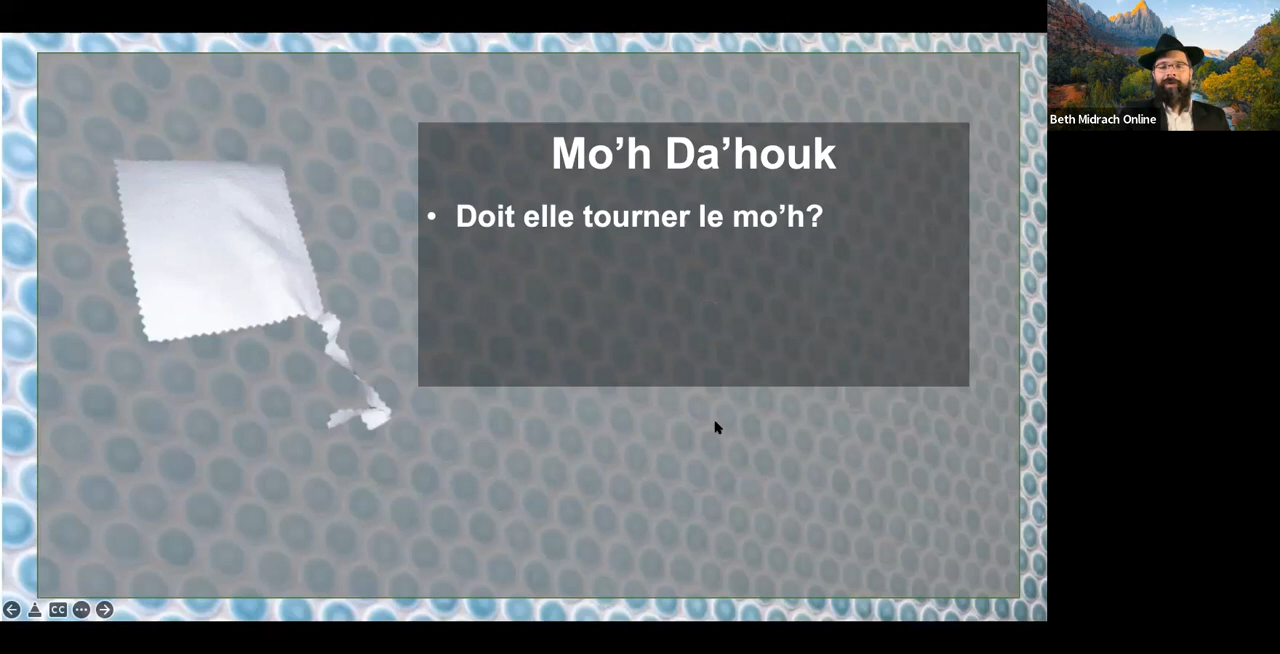 Mo’h Da’houk
• Doit elle tourner le mo’h?
Beth Midrach Online
CC